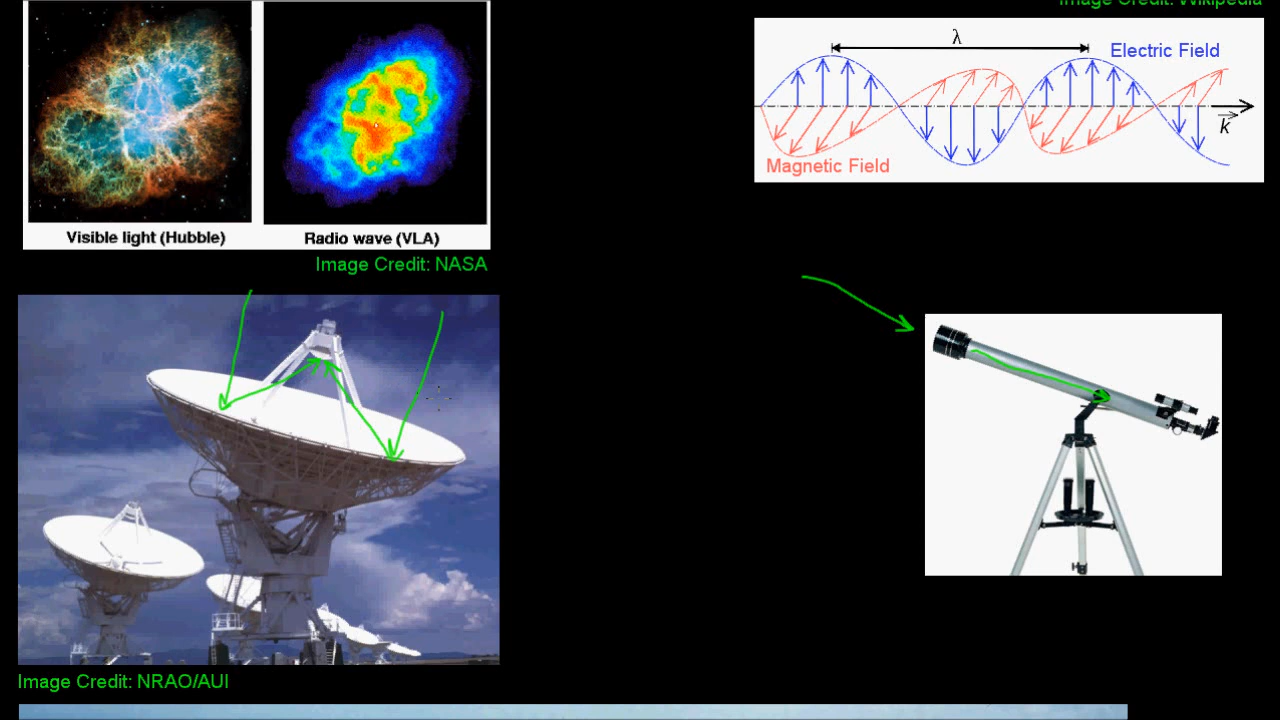 Image Credit: Wikipedia
λ
Electric Field
k
Magnetic Field
Visible light (Hubble)
Radio wave (VLA)
Image Credit: NASA
Image Credit: NRAO/AUI